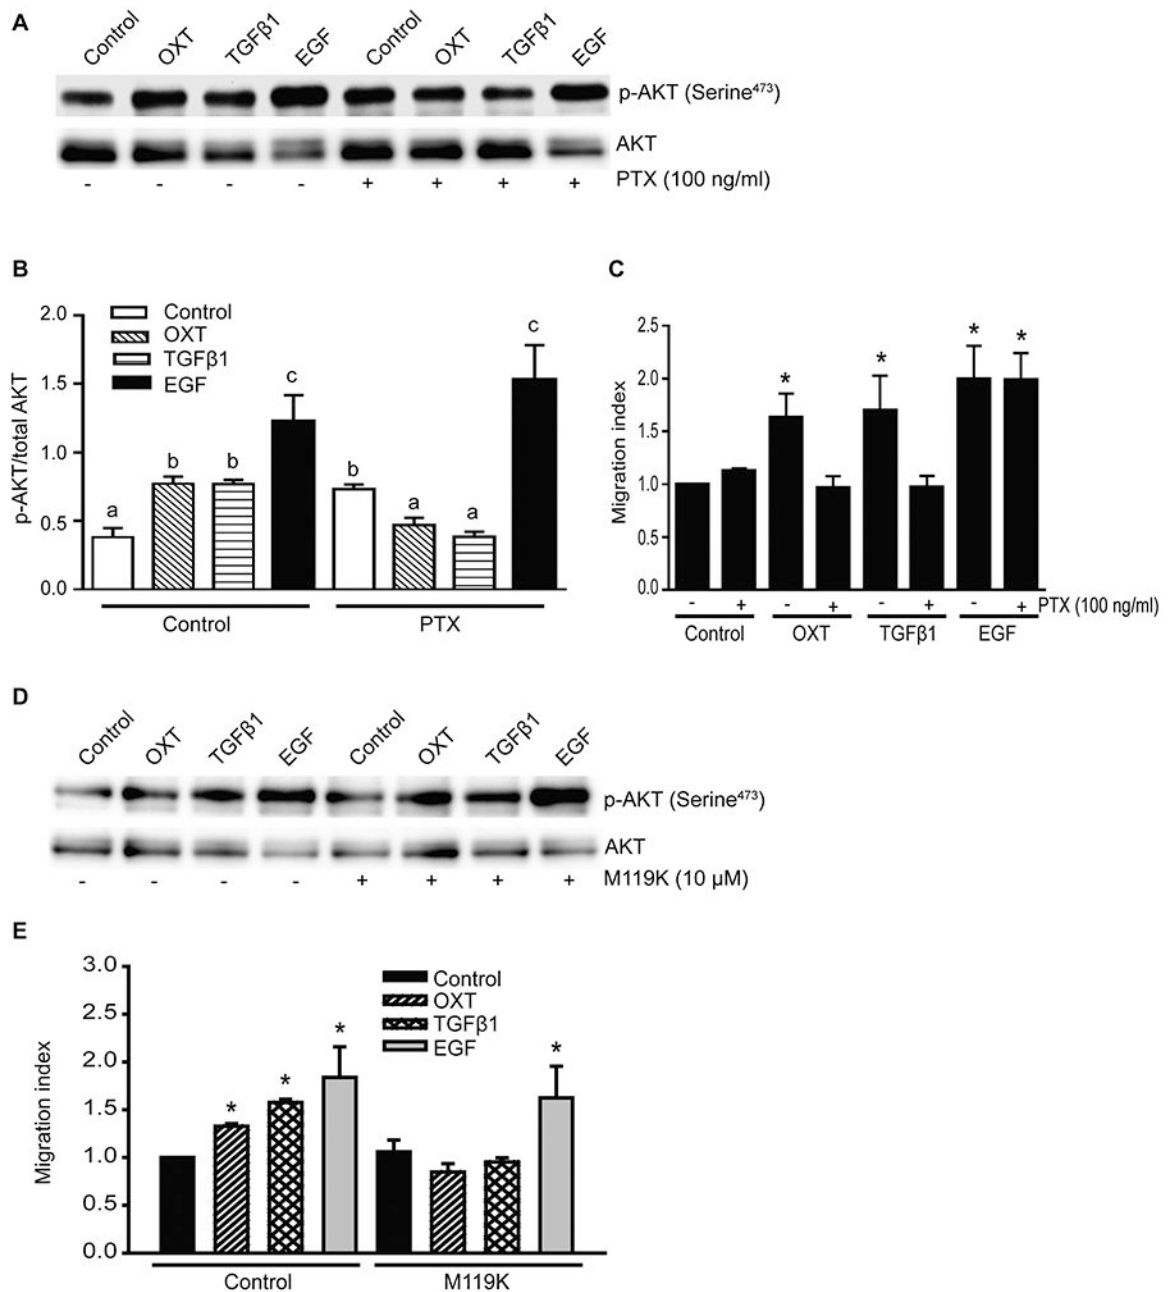 A
Control OXT TGFβ1 EGF Control OXT TGFβ1 EGF
p-AKT (Serine⁴⁷³)
AKT
- - - - + + + + PTX (100 ng/ml)
B
2.0
1.5
1.0
0.5
0.0
p-AKT/total AKT
Control
OXT
TGFβ1
EGF
a b b c b a a c
Control PTX
C
2.5
2.0
1.5
1.0
0.5
0.0
Migration index
* * * *
- + - + - + - + PTX (100 ng/ml)
Control OXT TGFβ1 EGF
D
Control OXT TGFβ1 EGF Control OXT TGFβ1 EGF
p-AKT (Serine⁴⁷³)
AKT
- - - - + + + + M119K (10 μM)
E
3.0
2.5
2.0
1.5
1.0
0.5
0.0
Migration index
Control
OXT
TGFβ1
EGF
* * * *
Control M119K